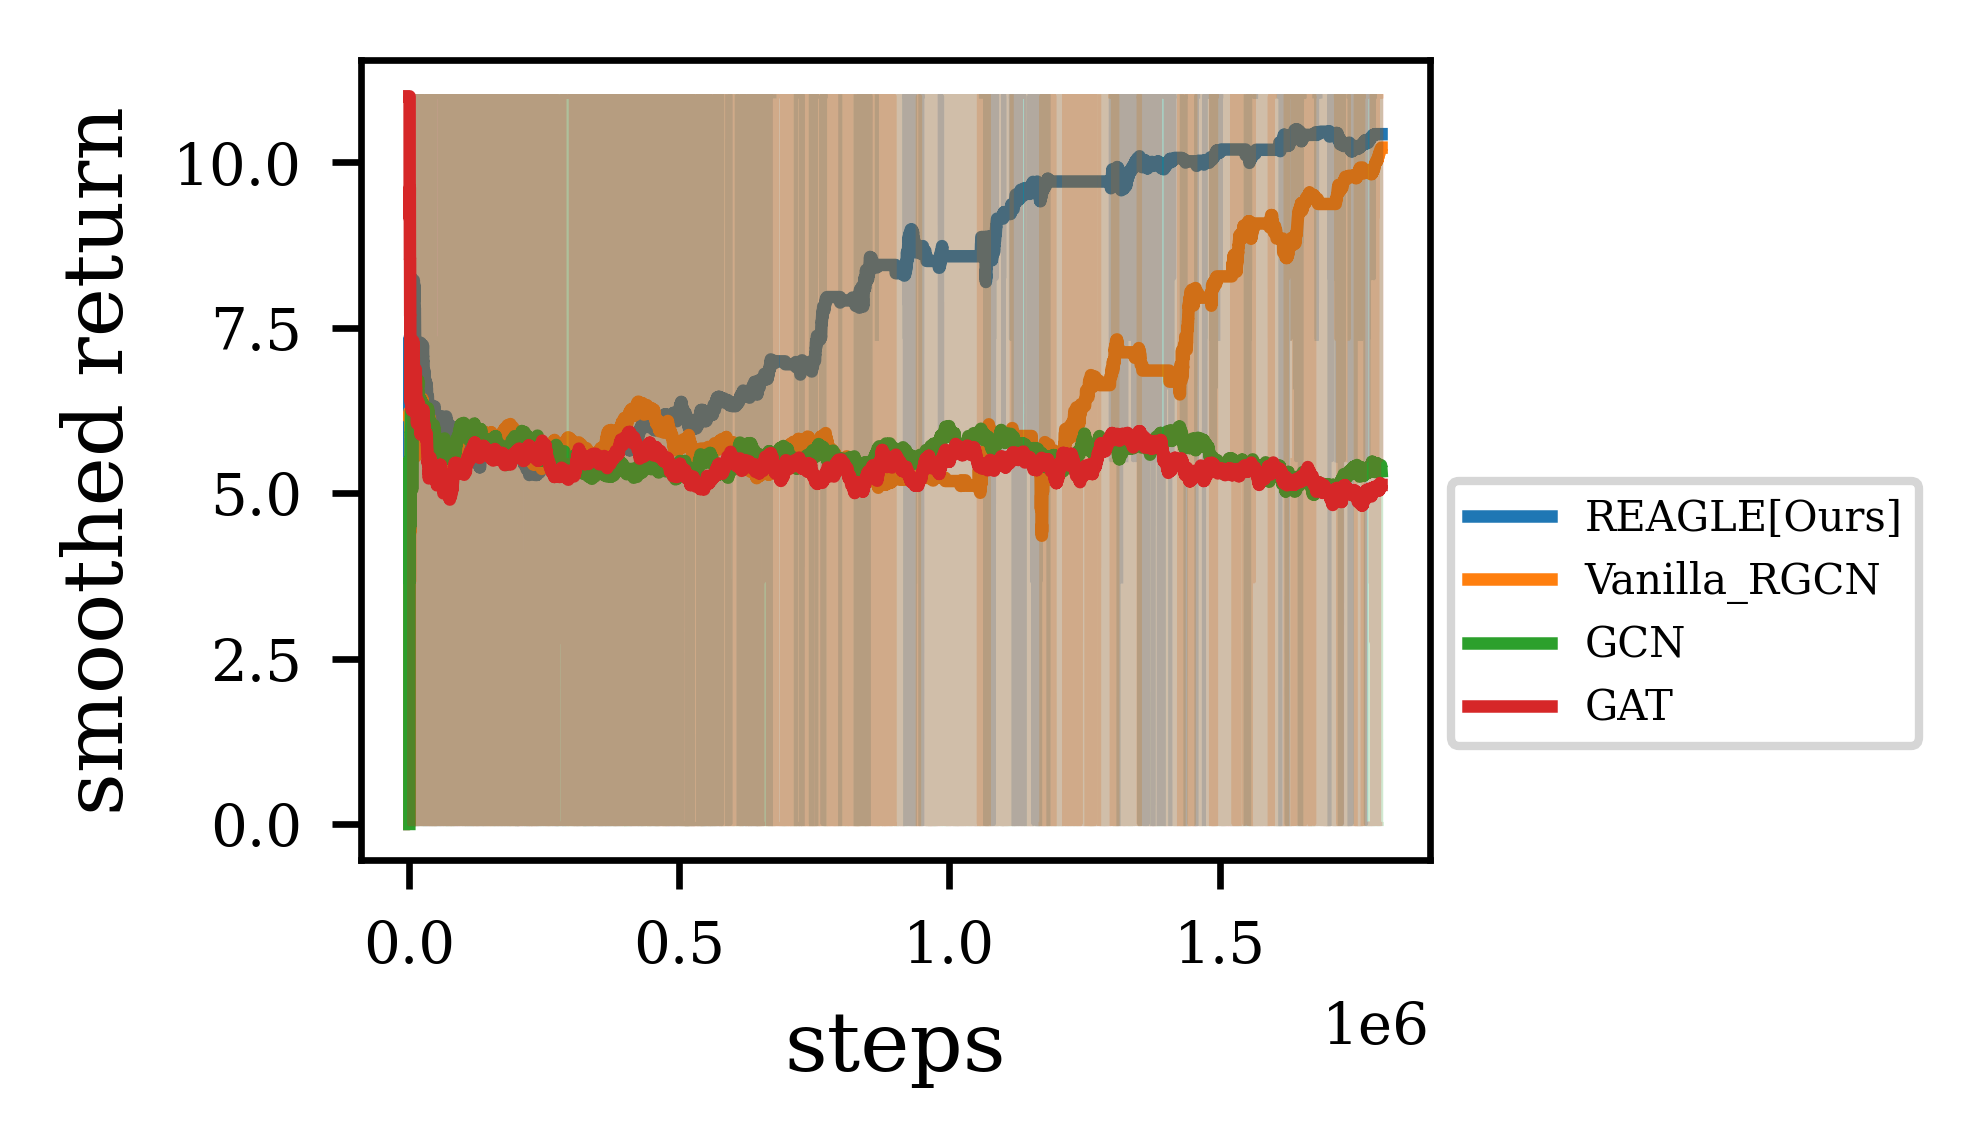 smoothed return
10.0
7.5
5.0
2.5
0.0
0.0
0.5
1.0
1.5
1e6
steps
REAGLE[Ours]
Vanilla_RGCN
GCN
GAT